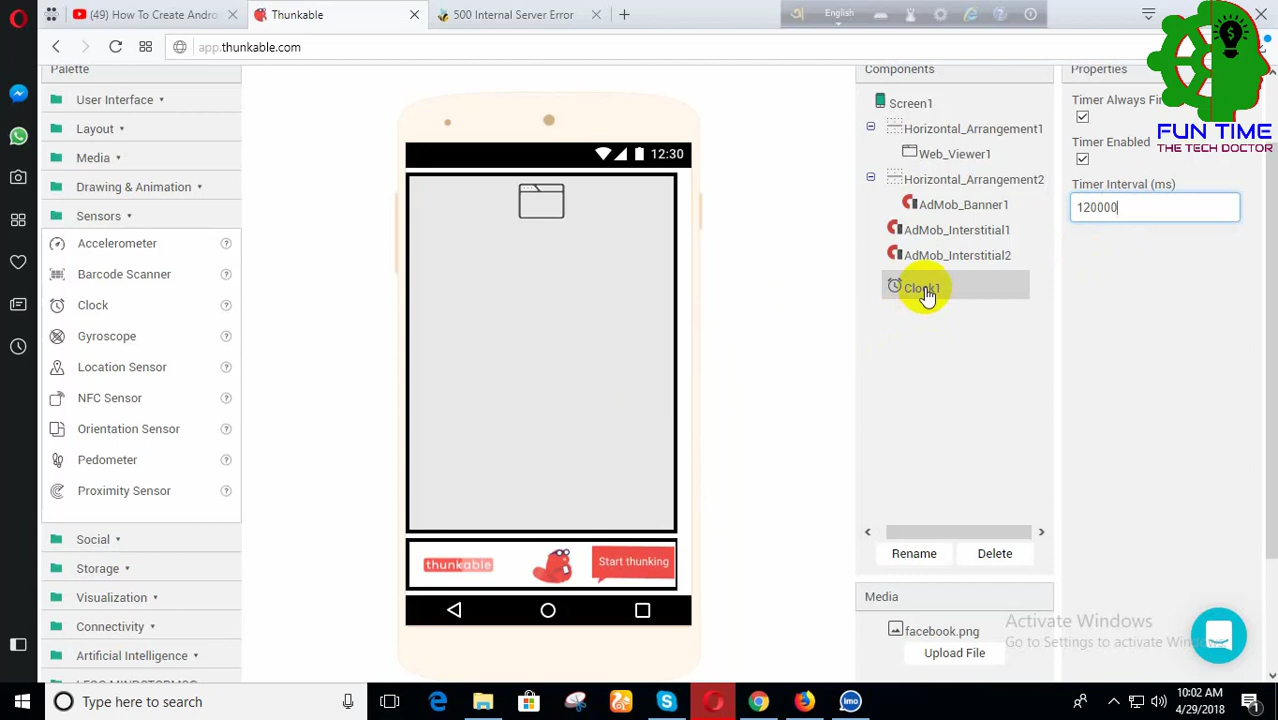 (49) How To Create Andro
Thunkable
500 Internal Server Error
English
app.thunkable.com
Palette
User Interface
Layout
Media
Drawing & Animation
Sensors
Accelerometer
Barcode Scanner
Clock
Gyroscope
Location Sensor
NFC Sensor
Orientation Sensor
Pedometer
Proximity Sensor
Social
Storage
Visualization
Connectivity
Artificial Intelligence
12:30
thunkable
Start thunking
Components
Screen1
Horizontal_Arrangement1
Web_Viewer1
Horizontal_Arrangement2
AdMob_Banner1
AdMob_Interstitial1
AdMob_Interstitial2
Clock1
Rename
Delete
Media
facebook.png
Upload File
Properties
Timer Always Fi
Timer Enabled
Timer Interval (ms)
120000
FUN TIME
THE TECH DOCTOR
Activate Windows
Go to Settings to activate Windows.
Type here to search
imo
10:02 AM
4/29/2018